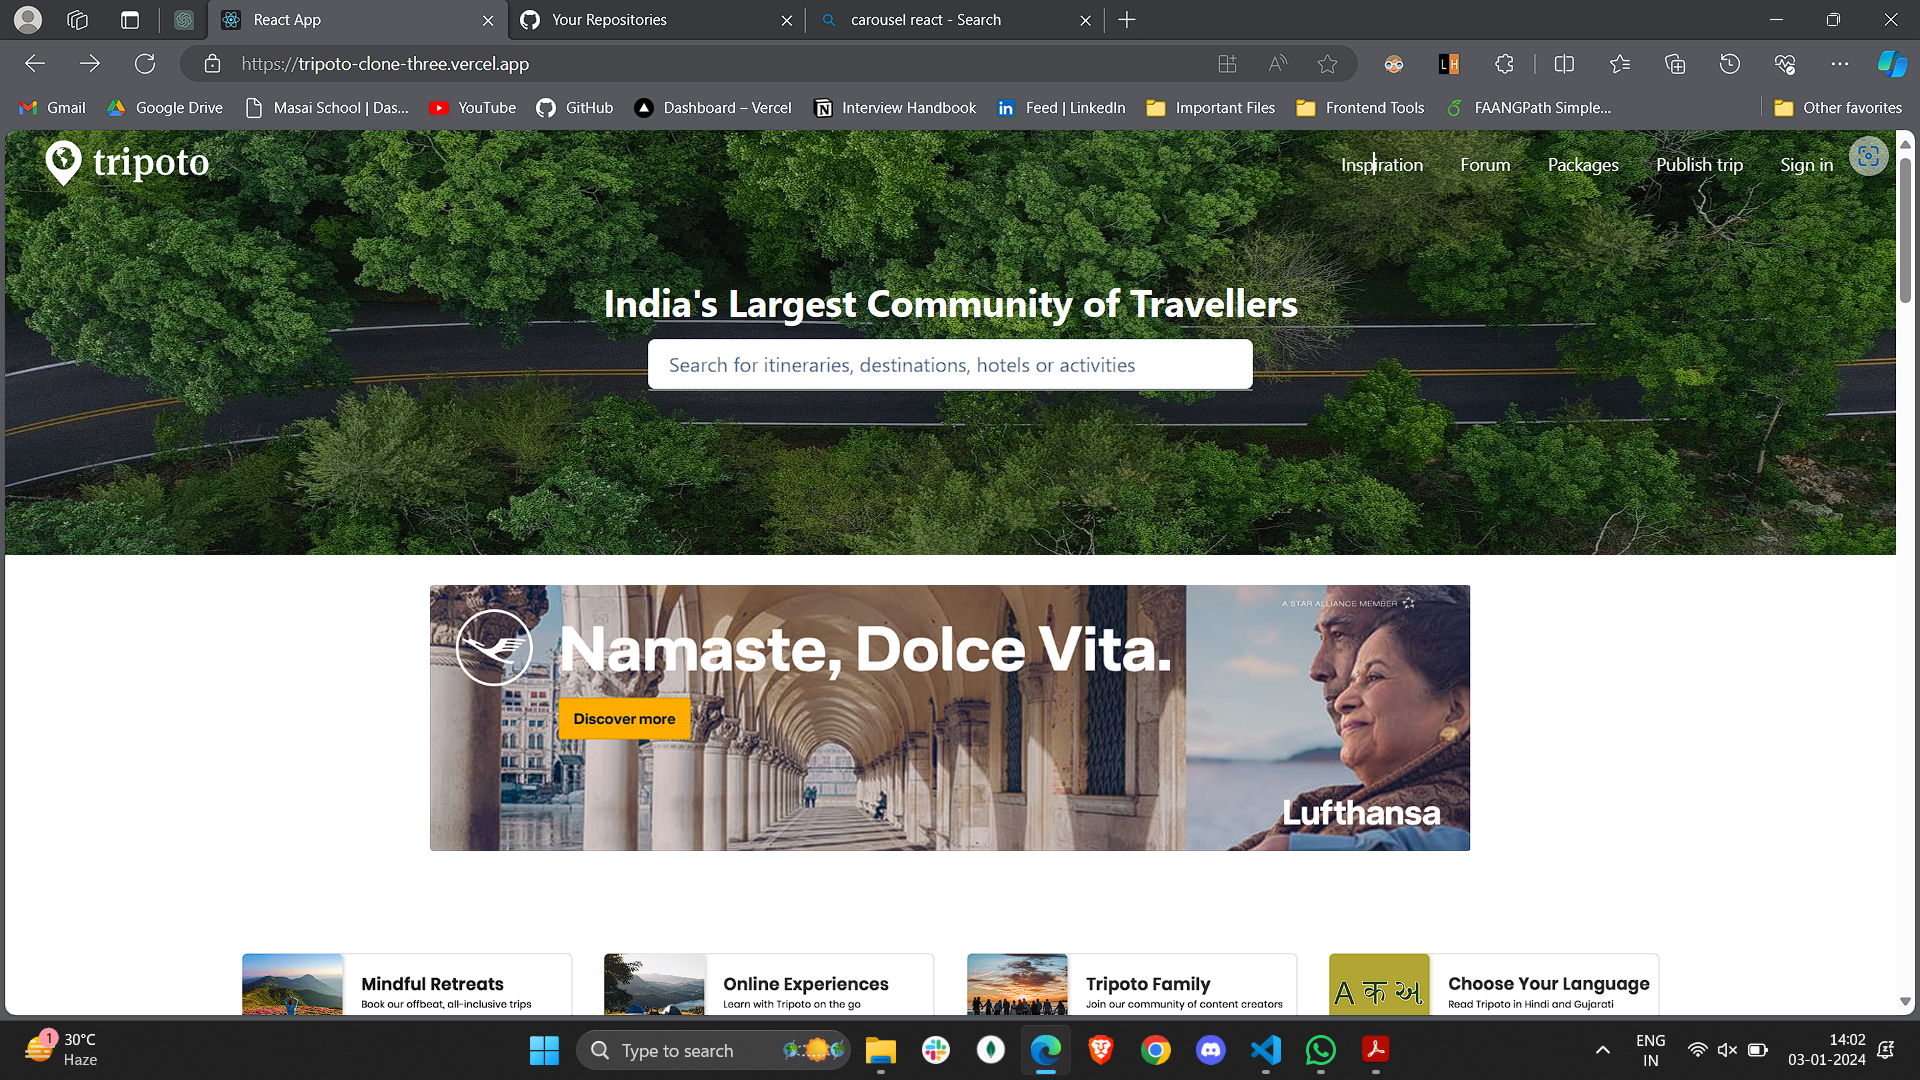 React App
Your Repositories
carousel react - Search
https://tripoto-clone-three.vercel.app
Gmail
Google Drive
Masai School | Das...
YouTube
GitHub
Dashboard – Vercel
Interview Handbook
Feed | LinkedIn
Important Files
Frontend Tools
FAANGPath Simple...
Other favorites
tripoto
Inspiration
Forum
Packages
Publish trip
Sign in
India's Largest Community of Travellers
Search for itineraries, destinations, hotels or activities
A STAR ALLIANCE MEMBER
Namaste, Dolce Vita.
Discover more
Lufthansa
Mindful Retreats
Book our offbeat, all-inclusive trips
Online Experiences
Learn with Tripoto on the go
Tripoto Family
Join our community of content creators
A क અ
Choose Your Language
Read Tripoto in Hindi and Gujarati
1
30°C
Haze
Type to search
ENG
IN
14:02
03-01-2024